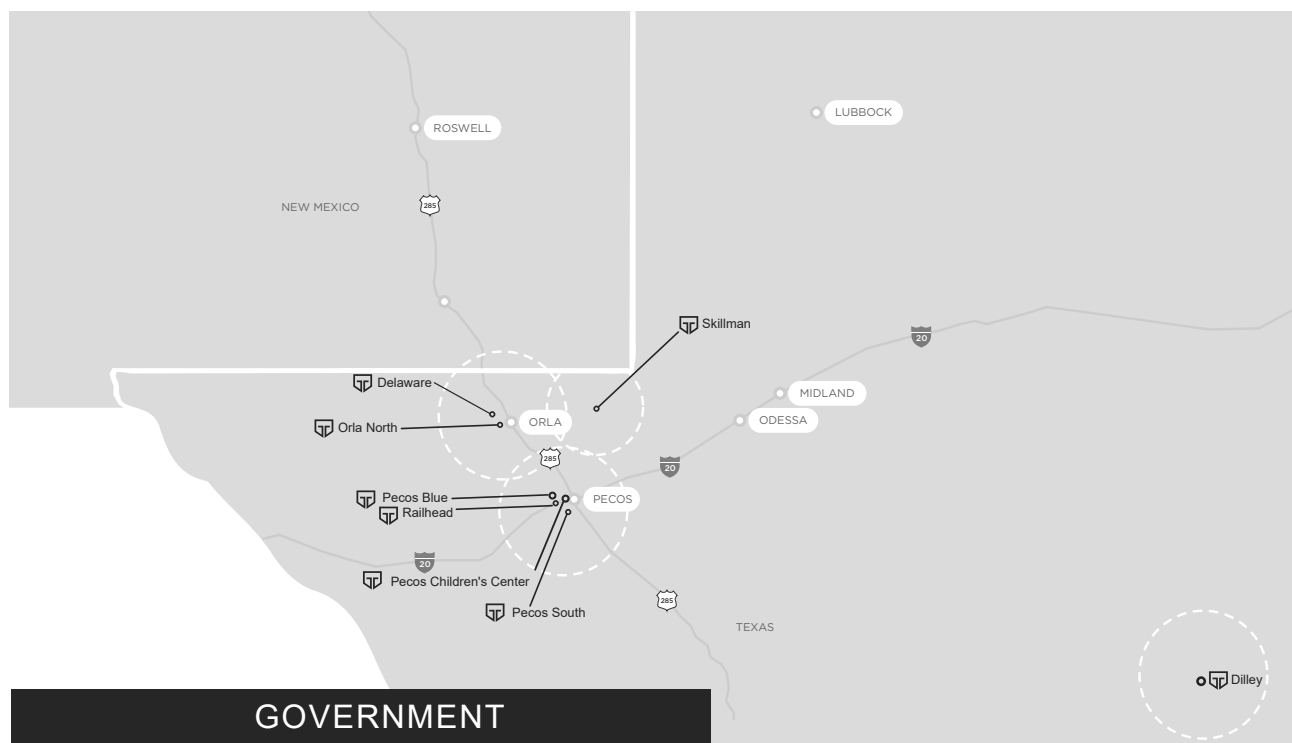 LUBBOCK
ROSWELL
285
NEW MEXICO
Skillman
20
Delaware
MIDLAND
ODESSA
ORLA
Orla North
285
20
Pecos Blue
PECOS
Railhead
20
Pecos Children's Center
285
Pecos South
TEXAS
Dilley
GOVERNMENT